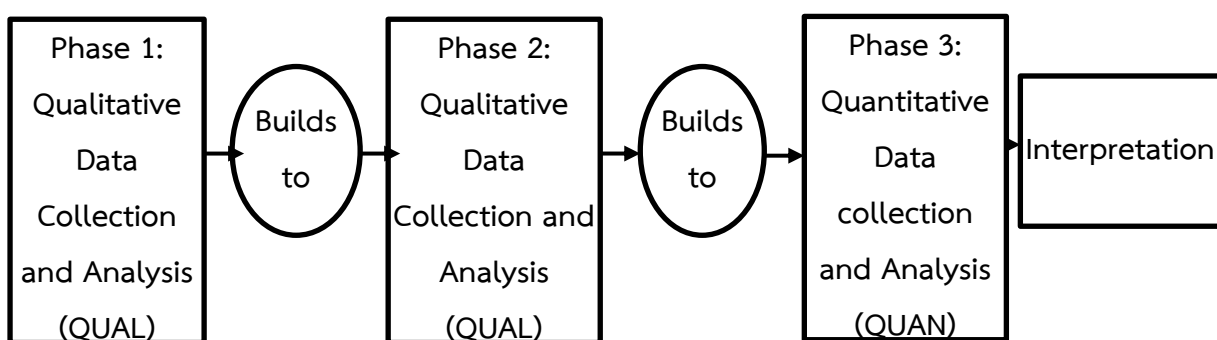 Phase 1:
Qualitative
Data
Collection
and Analysis
(QUAL)
Builds
to
Phase 2:
Qualitative
Data
Collection and
Analysis
(QUAL)
Builds
to
Phase 3:
Quantitative
Data
collection
and Analysis
(QUAN)
Interpretation